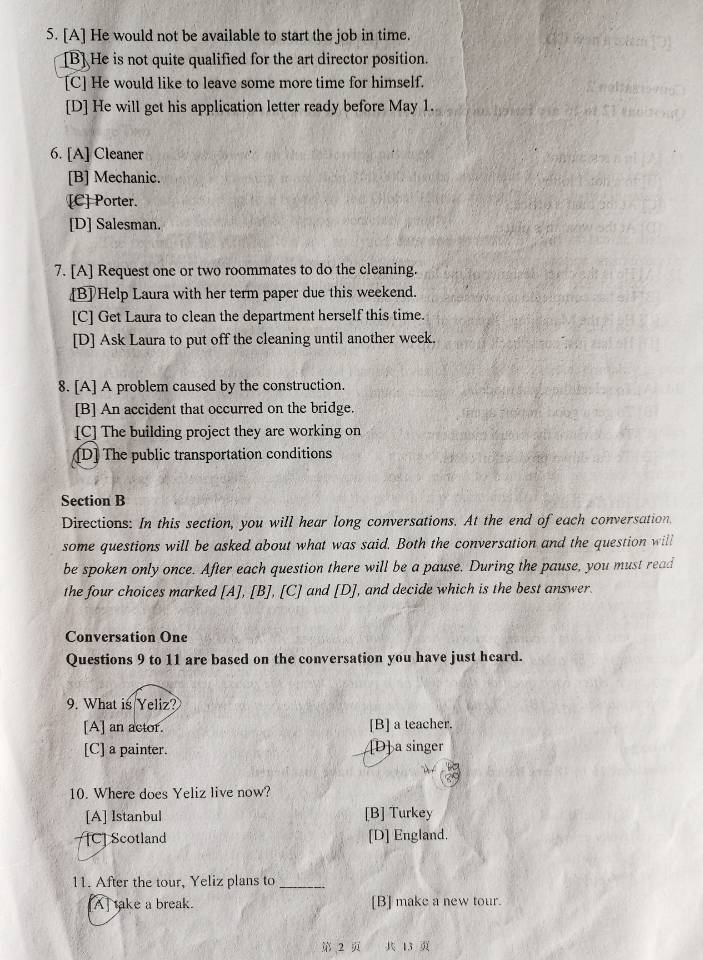 5. [A] He would not be available to start the job in time.
[B] He is not quite qualified for the art director position.
[C] He would like to leave some more time for himself.
[D] He will get his application letter ready before May 1.
6. [A] Cleaner
[B] Mechanic.
[C] Porter.
[D] Salesman.
7. [A] Request one or two roommates to do the cleaning.
[B] Help Laura with her term paper due this weekend.
[C] Get Laura to clean the department herself this time.
[D] Ask Laura to put off the cleaning until another week.
8. [A] A problem caused by the construction.
[B] An accident that occurred on the bridge.
[C] The building project they are working on
[D] The public transportation conditions
Section B
Directions: In this section, you will hear long conversations. At the end of each conversation,
some questions will be asked about what was said. Both the conversation and the question will
be spoken only once. After each question there will be a pause. During the pause, you must read
the four choices marked [A], [B], [C] and [D], and decide which is the best answer.
Conversation One
Questions 9 to 11 are based on the conversation you have just heard.
9. What is Yeliz?
[A] an actor. [B] a teacher.
[C] a painter. [D] a singer
10. Where does Yeliz live now?
[A] Istanbul [B] Turkey
[C] Scotland [D] England.
11. After the tour, Yeliz plans to ______
[A] take a break. [B] make a new tour.
第 2 页 共 13 页